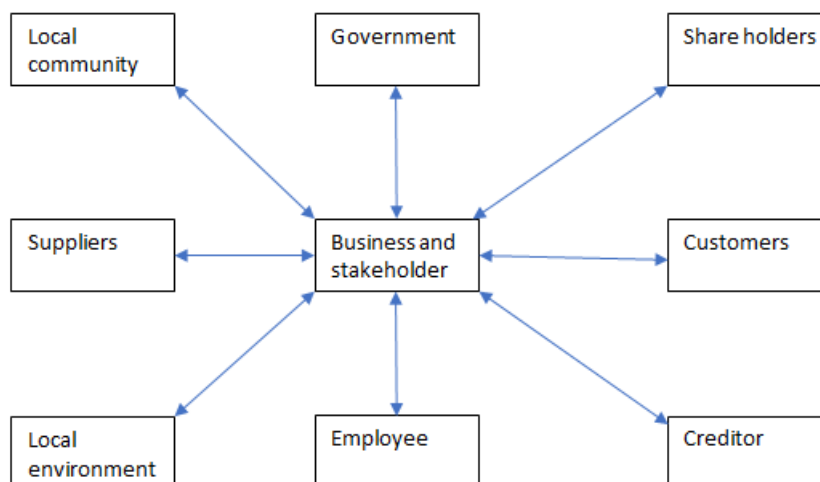 Local
community
Government
Share holders
Suppliers
Business and
stakeholder
Customers
Local
environment
Employee
Creditor